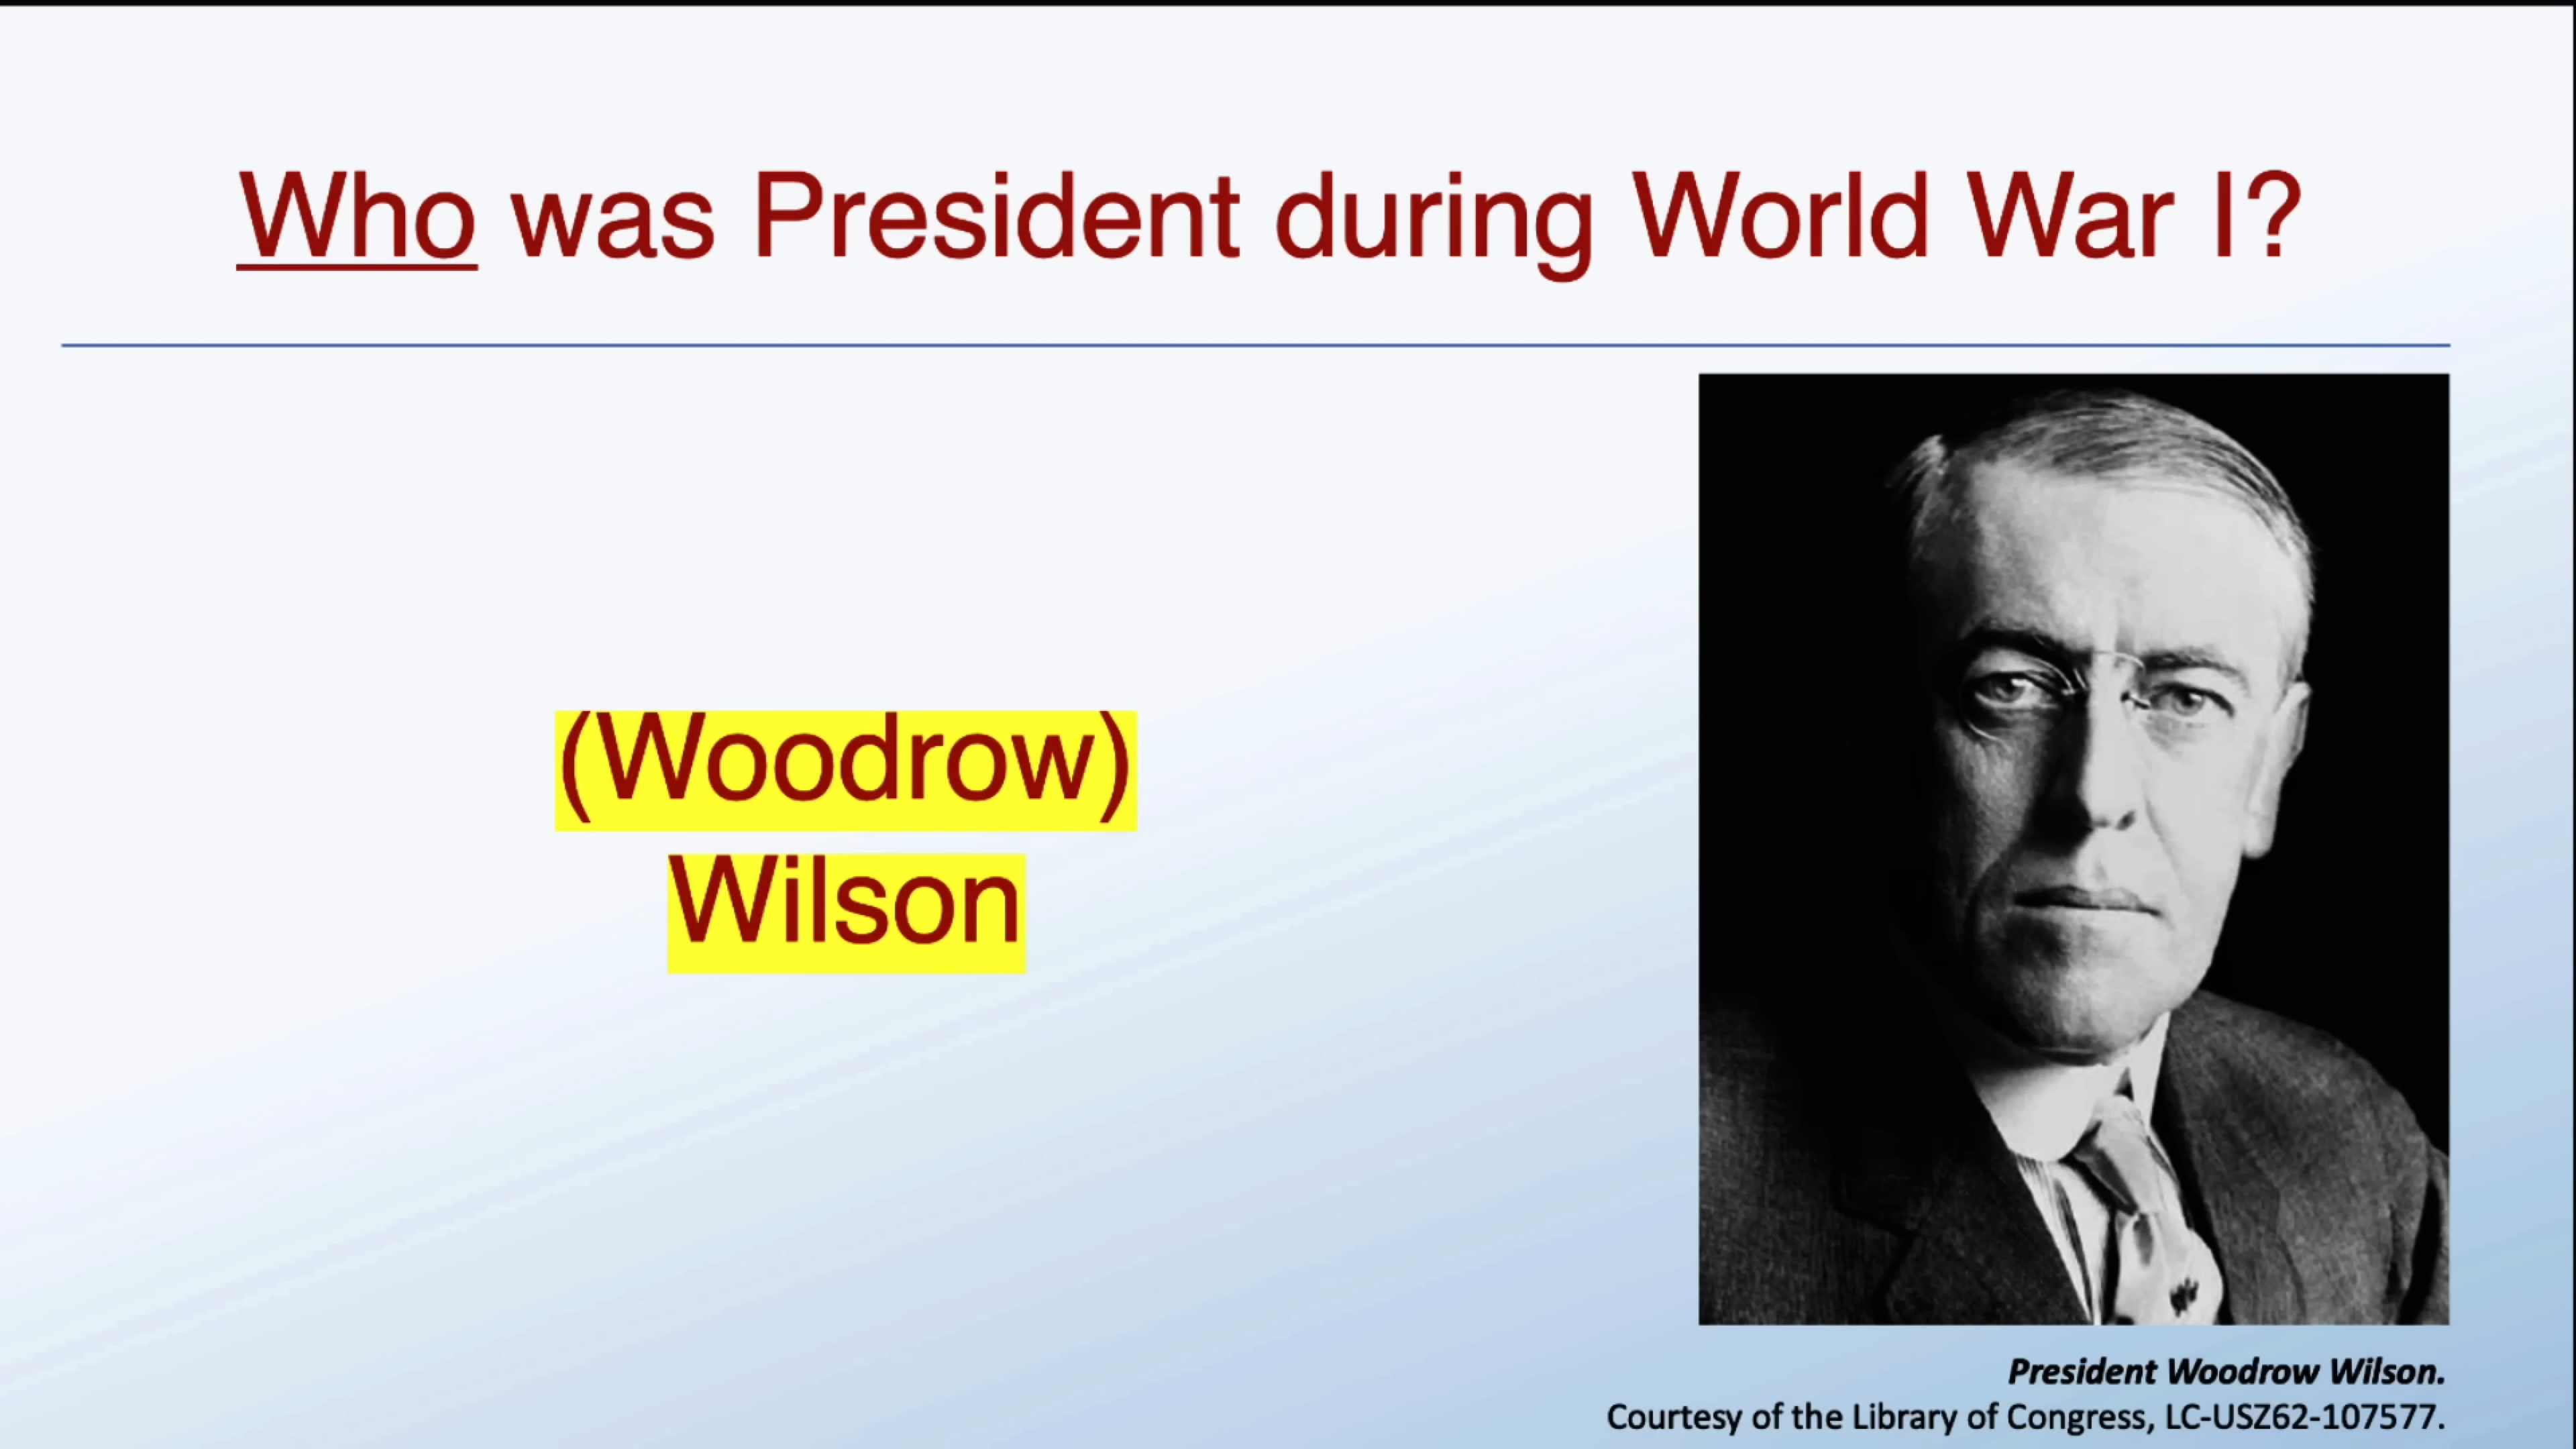 Who was President during World War I?
(Woodrow)
Wilson
President Woodrow Wilson.
Courtesy of the Library of Congress, LC-USZ62-107577.